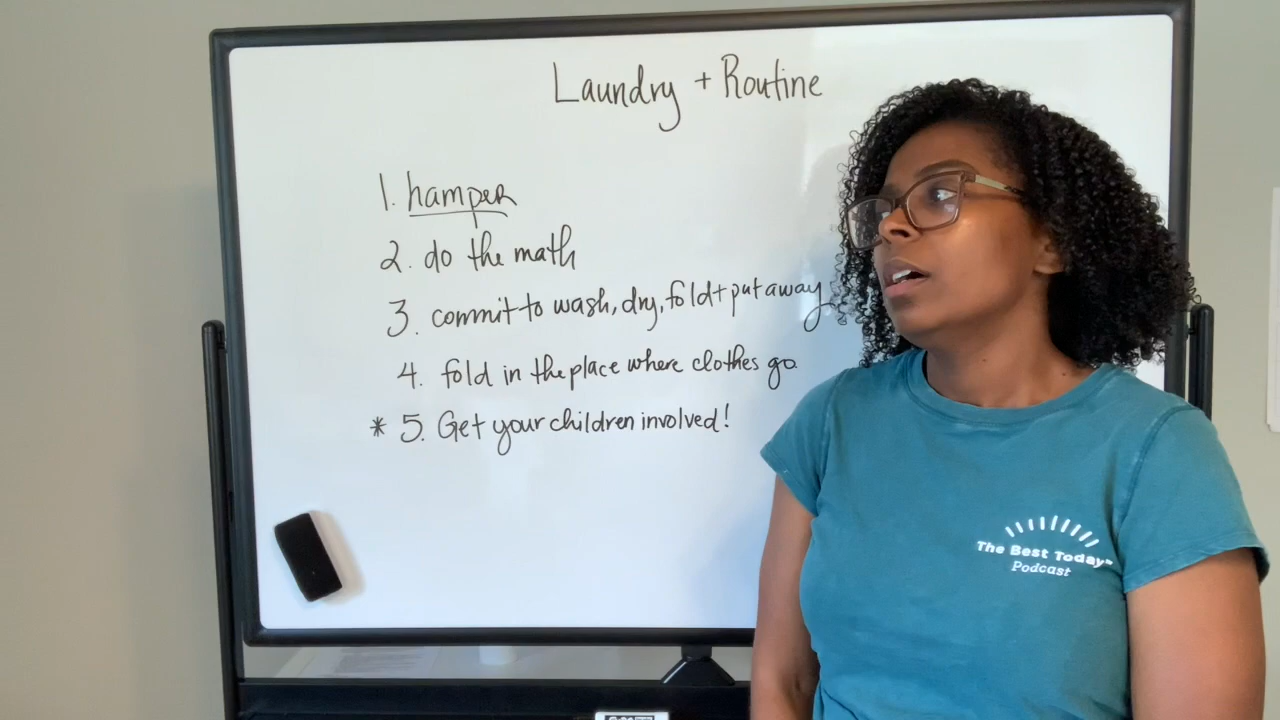 Laundry + Routine
1. hamper
2. do the math
3. commit to wash, dry, fold + put away
4. fold in the place where clothes go
* 5. Get your children involved!
The Best Today™
Podcast